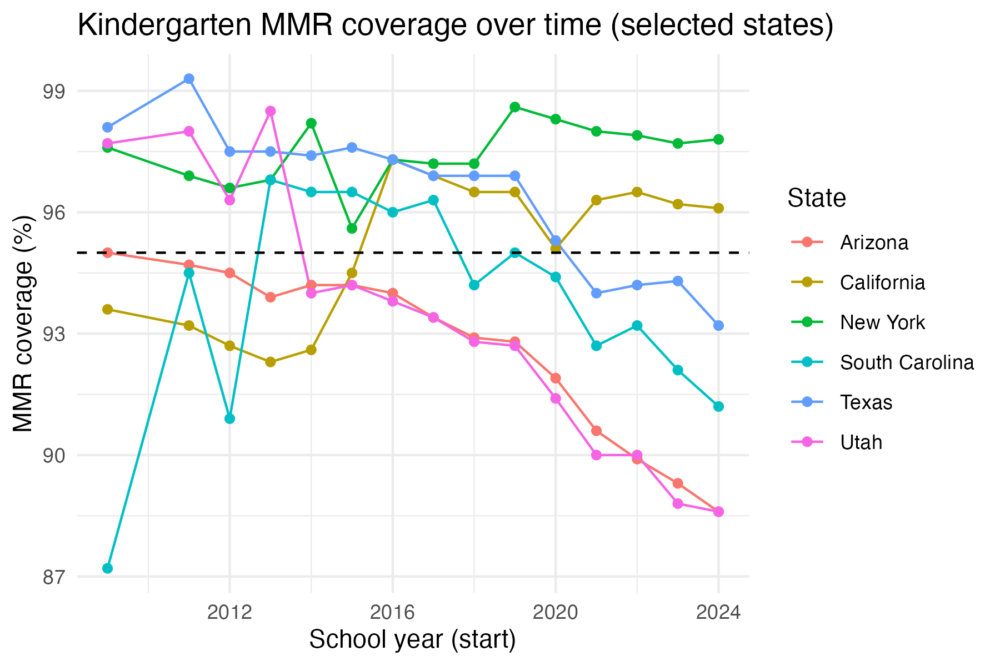 Kindergarten MMR coverage over time (selected states)
99
96
93
90
87
MMR coverage (%)
2012 2016 2020 2024
School year (start)
State
Arizona
California
New York
South Carolina
Texas
Utah